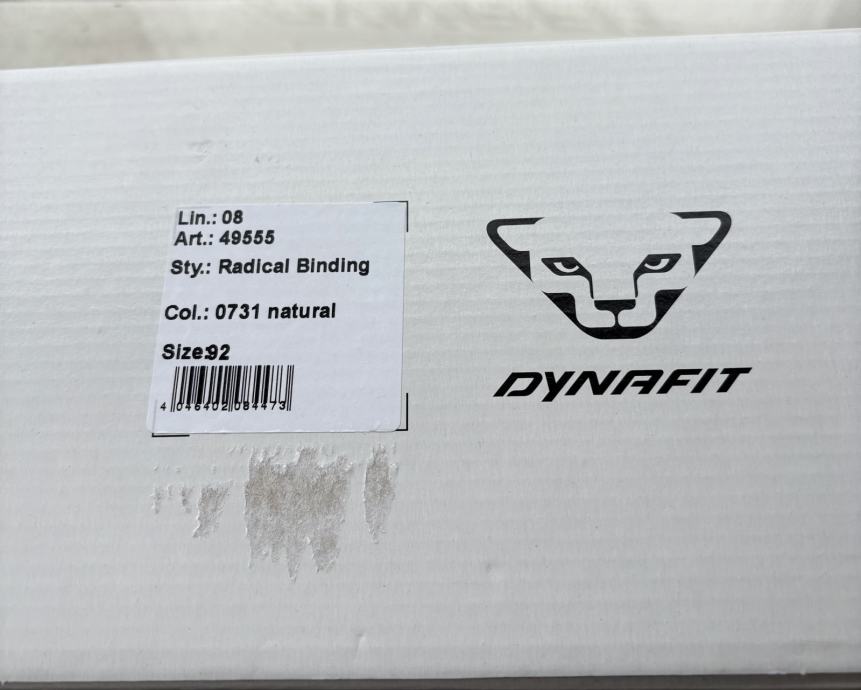 Lin.: 08
Art.: 49555
Sty.: Radical Binding
Col.: 0731 natural
Size:92
4 046402 084473
DYNAFIT